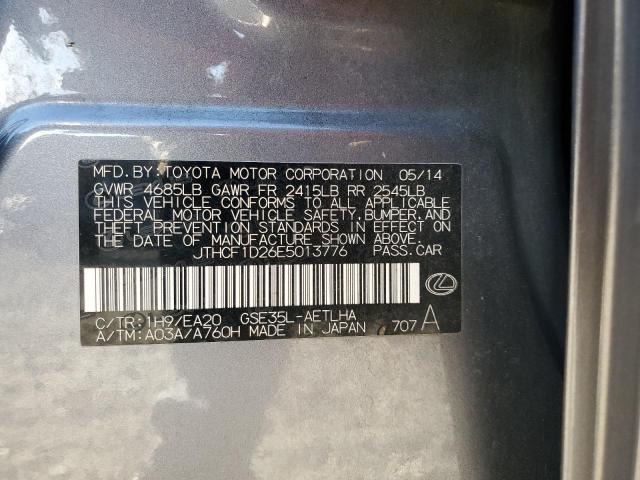 MFD.BY:TOYOTA MOTOR CORPORATION 05/14
GVWR 4685LB GAWR FR 2415LB RR 2545LB
THIS VEHICLE CONFORMS TO ALL APPLICABLE
FEDERAL MOTOR VEHICLE SAFETY,BUMPER,AND
THEFT PREVENTION STANDARDS IN EFFECT ON
THE DATE OF MANUFACTURE SHOWN ABOVE.
JTHCF1D26E5013776 PASS.CAR
C/TR:1H9/EA20 GSE35L-AETLHA
A/TM:A03A/A760H MADE IN JAPAN 707 A